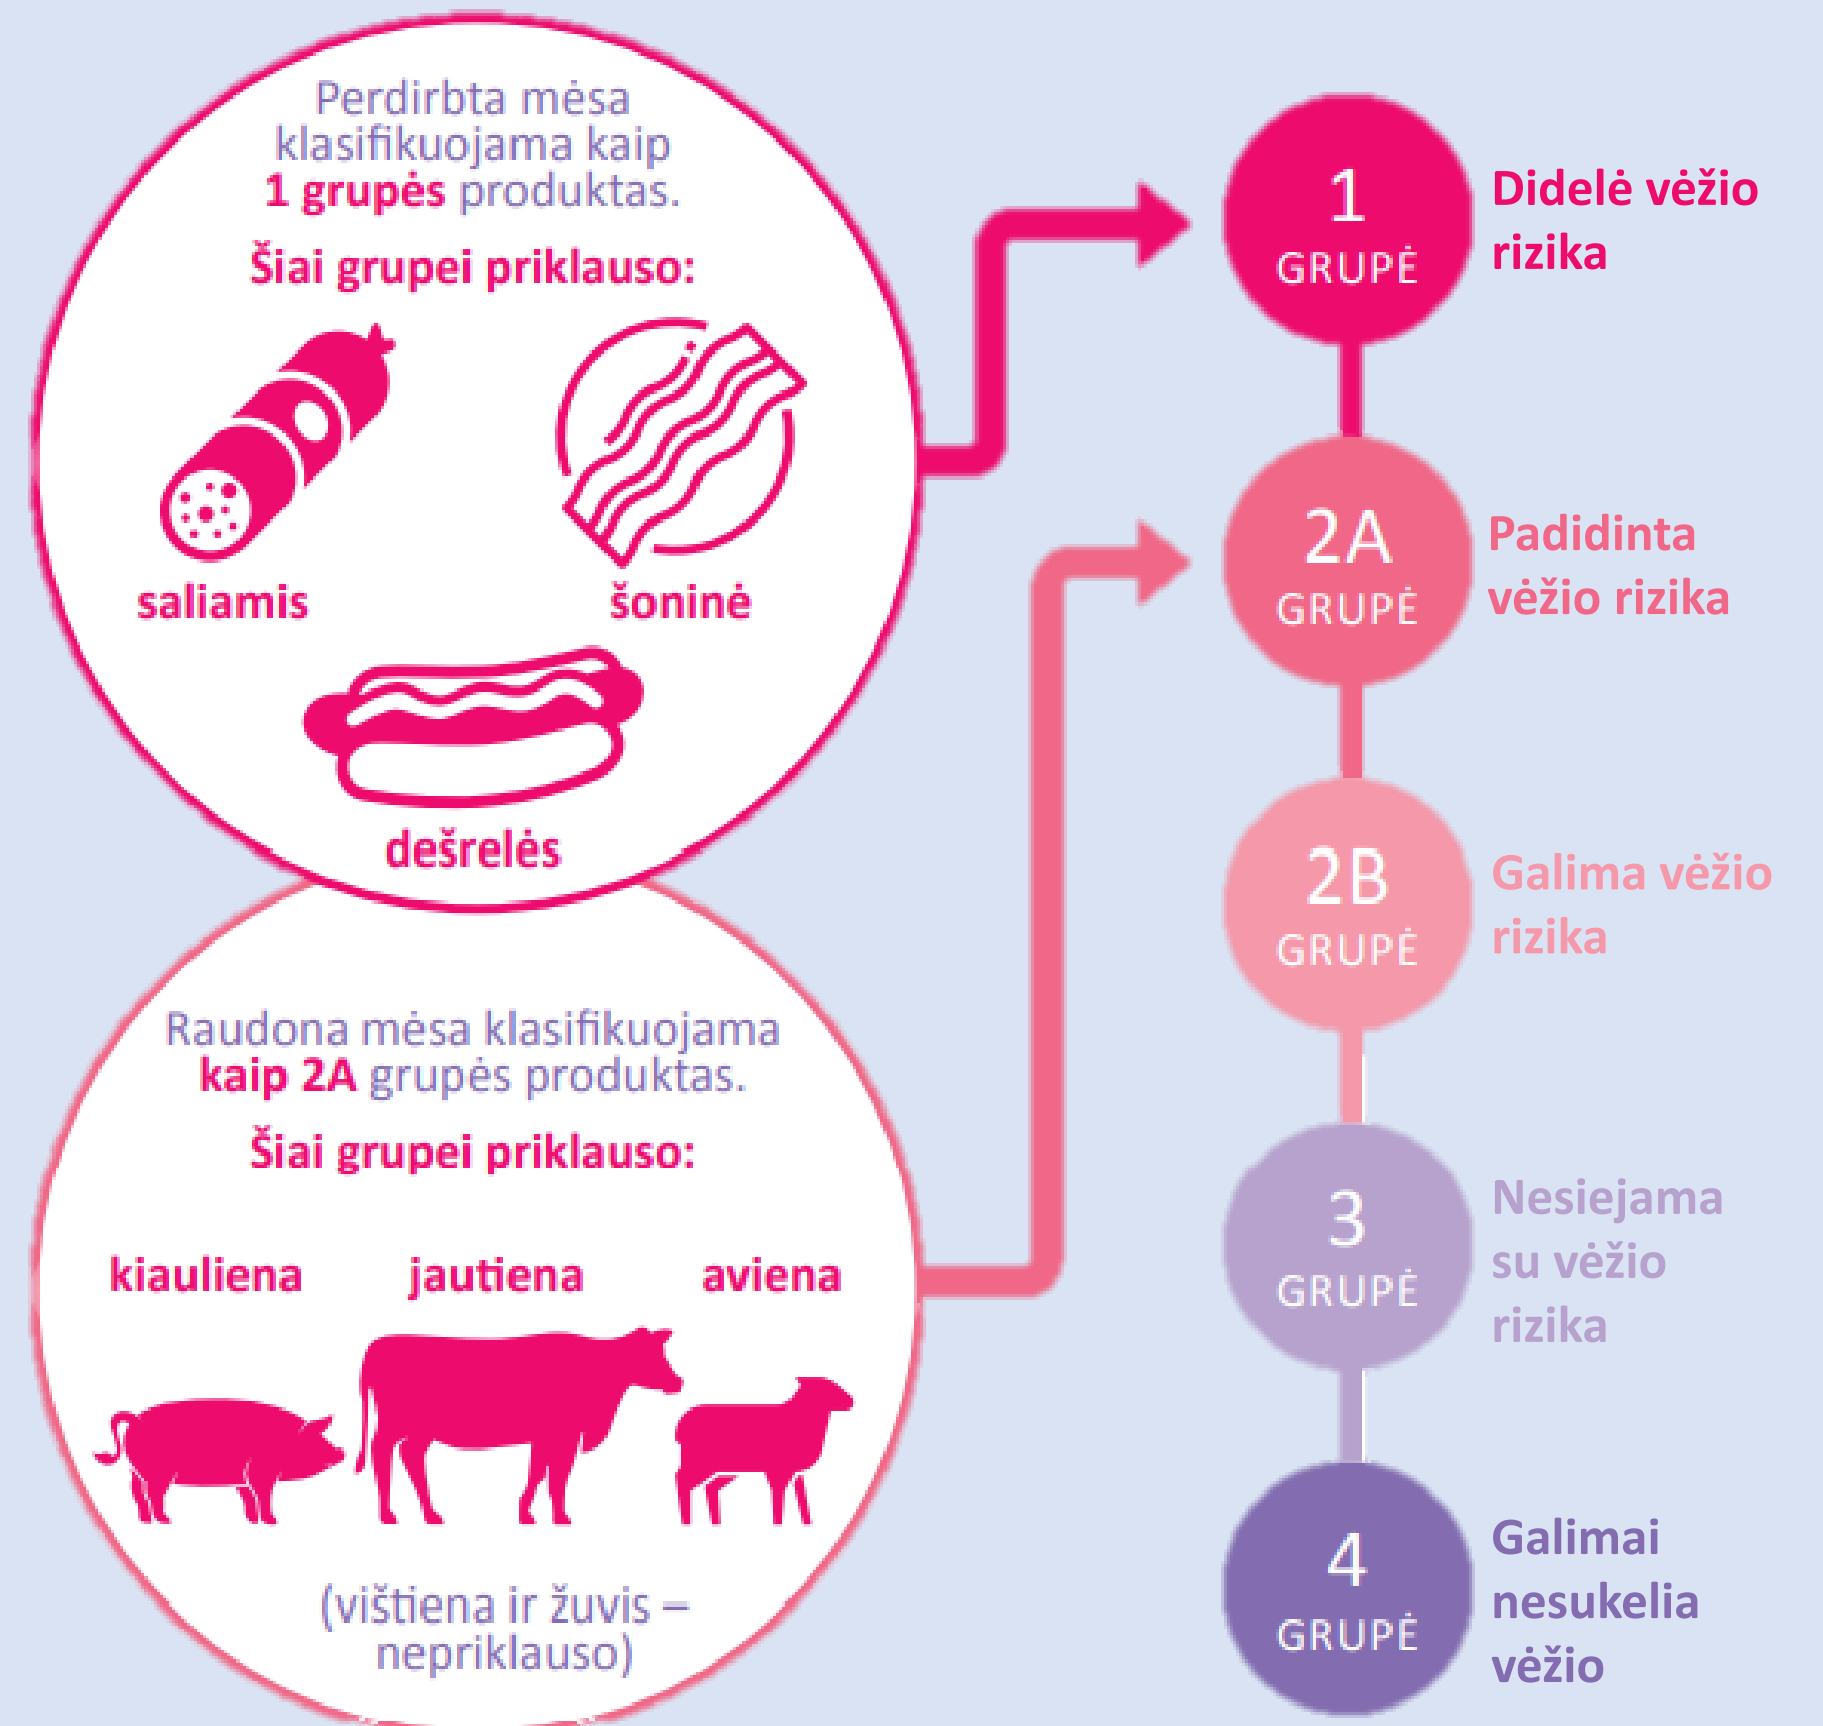 Perdirbta mėsa
klasifikuojama kaip
1 grupės produktas.
Šiai grupei priklauso:
saliamis
šoninė
dešrelės
Raudona mėsa klasifikuojama
kaip 2A grupės produktas.
Šiai grupei priklauso:
kiauliena
jautiena
aviena
(vištiena ir žuvis –
nepriklauso)
1
GRUPĖ
Didelė vėžio
rizika
2A
GRUPĖ
Padidinta
vėžio rizika
2B
GRUPĖ
Galima vėžio
rizika
3
GRUPĖ
Nesiejama
su vėžio
rizika
4
GRUPĖ
Galimai
nesukelia
vėžio